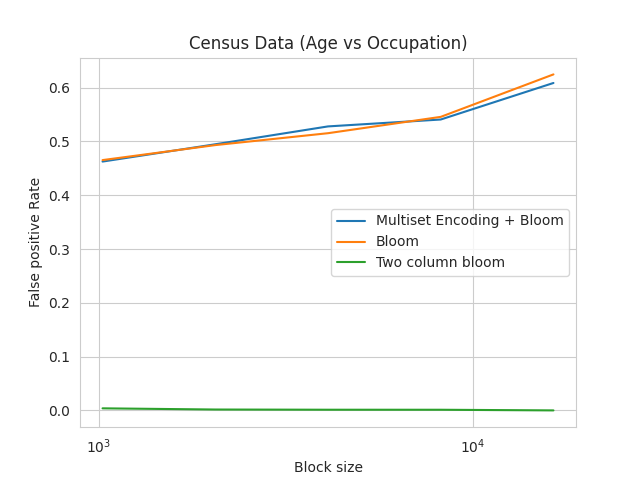 Census Data (Age vs Occupation)
False positive Rate
0.6
0.5
0.4
0.3
0.2
0.1
0.0
Multiset Encoding + Bloom
Bloom
Two column bloom
10³
10⁴
Block size